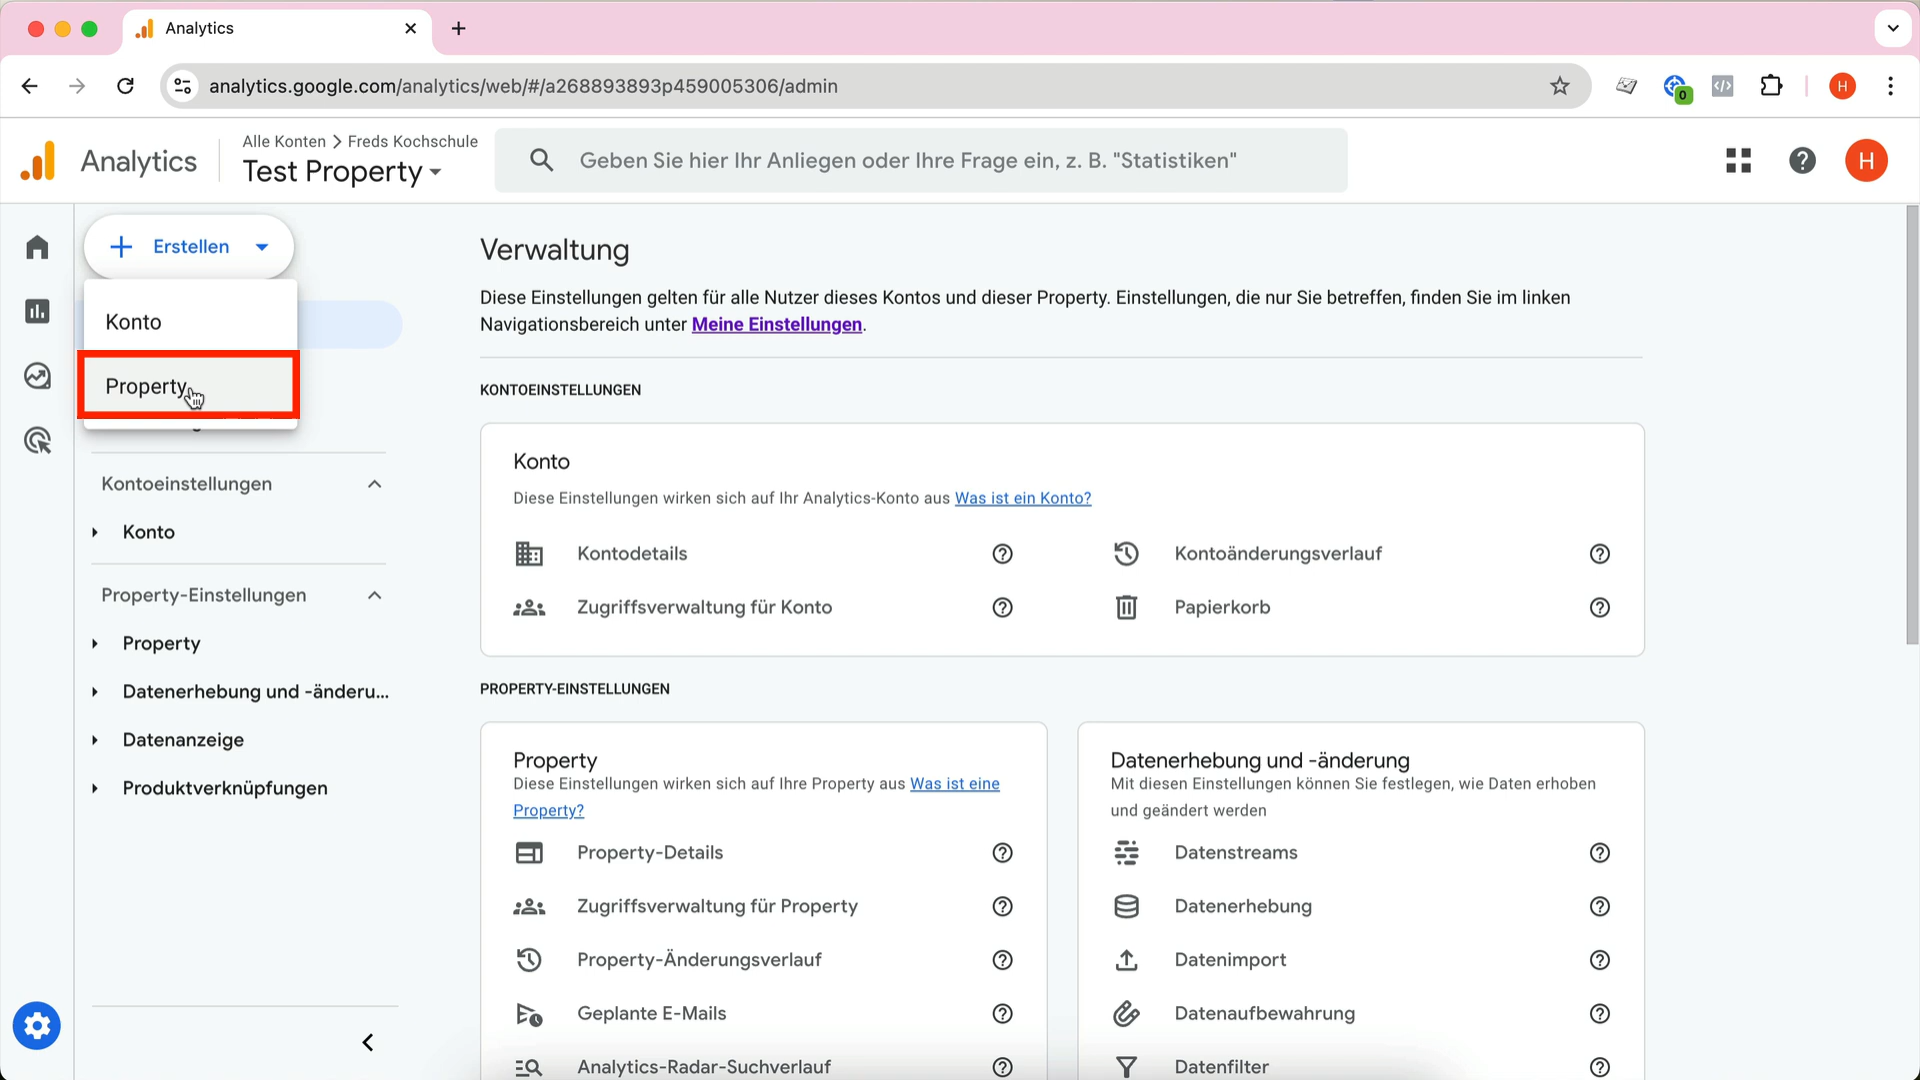 Analytics
analytics.google.com/analytics/web/#/a268893893p459005306/admin
0
H
Analytics
Alle Konten > Freds Kochschule
Test Property
Geben Sie hier Ihr Anliegen oder Ihre Frage ein, z. B. "Statistiken"
H
Erstellen
Konto
Property
Kontoeinstellungen
Konto
Property-Einstellungen
Property
Datenerhebung und -änderu...
Datenanzeige
Produktverknüpfungen
Verwaltung
Diese Einstellungen gelten für alle Nutzer dieses Kontos und dieser Property. Einstellungen, die nur Sie betreffen, finden Sie im linken
Navigationsbereich unter Meine Einstellungen.
KONTOEINSTELLUNGEN
Konto
Diese Einstellungen wirken sich auf Ihr Analytics-Konto aus Was ist ein Konto?
Kontodetails
Kontoänderungsverlauf
Zugriffsverwaltung für Konto
Papierkorb
PROPERTY-EINSTELLUNGEN
Property
Diese Einstellungen wirken sich auf Ihre Property aus Was ist eine
Property?
Property-Details
Zugriffsverwaltung für Property
Property-Änderungsverlauf
Geplante E-Mails
Analytics-Radar-Suchverlauf
Datenerhebung und -änderung
Mit diesen Einstellungen können Sie festlegen, wie Daten erhoben
und geändert werden
Datenstreams
Datenerhebung
Datenimport
Datenaufbewahrung
Datenfilter